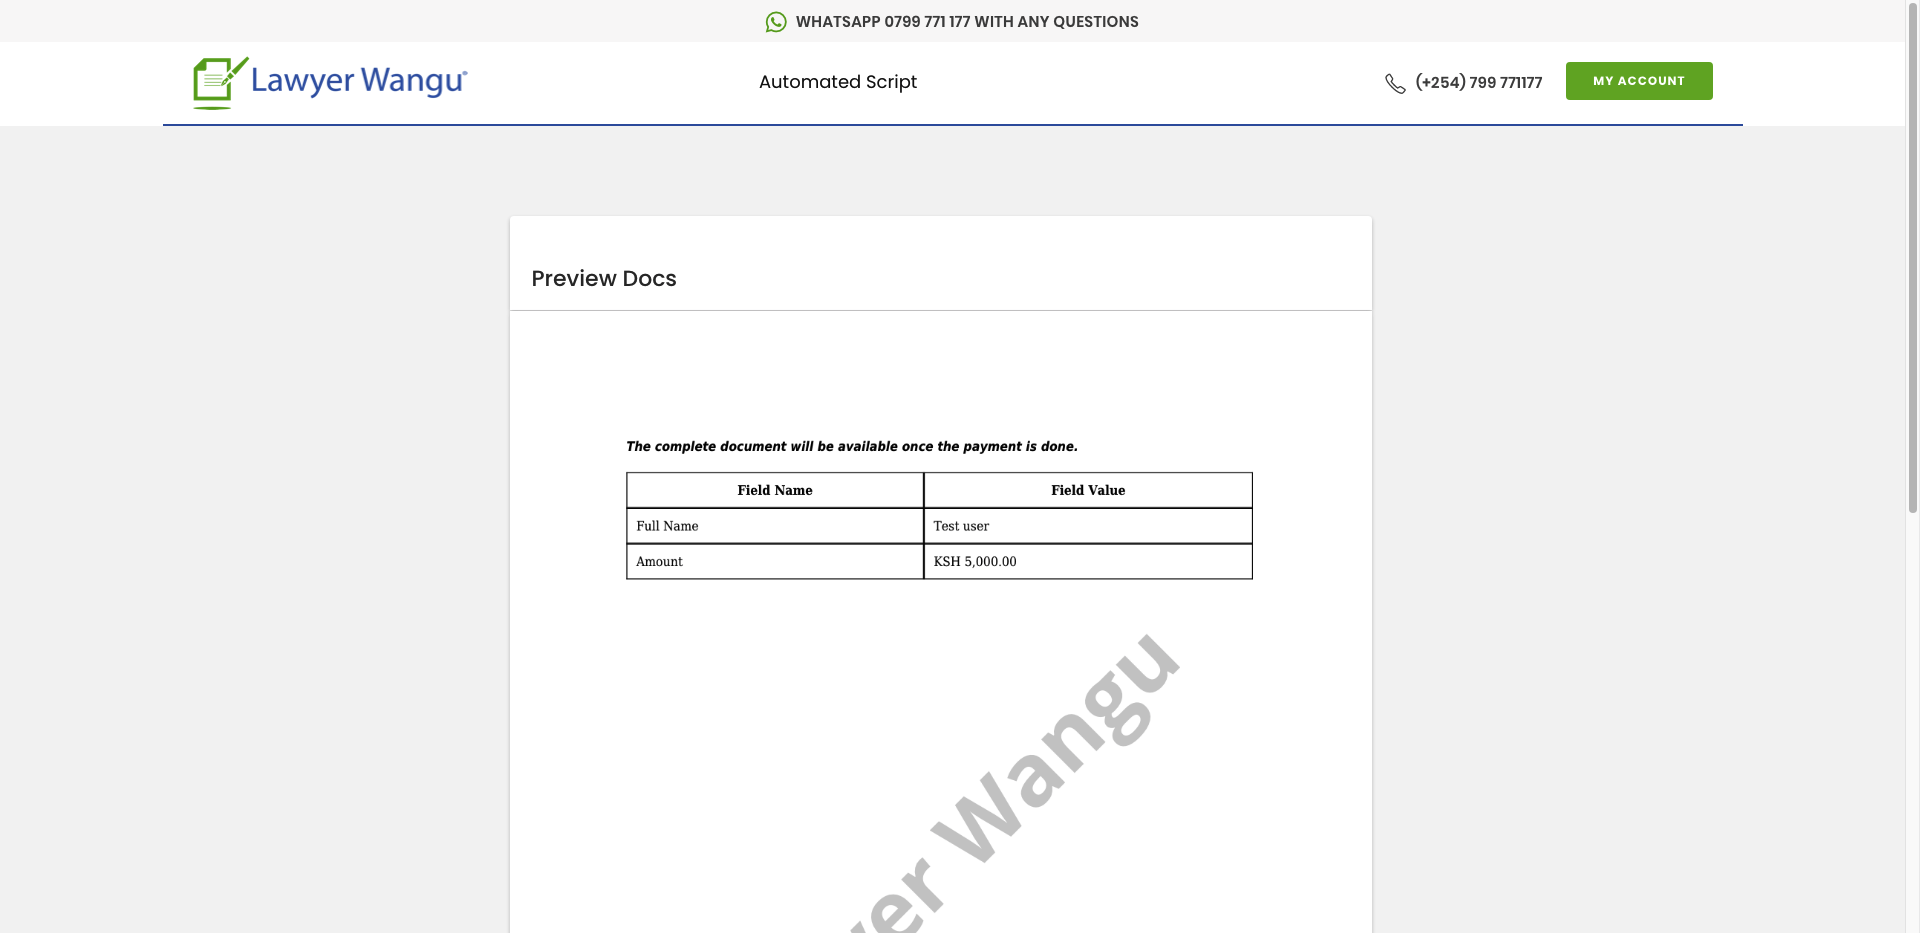 WHATSAPP 0799 771 177 WITH ANY QUESTIONS
Lawyer Wangu®
Automated Script
(+254) 799 771177
MY ACCOUNT
Preview Docs
The complete document will be available once the payment is done.
Field Name Field Value
Full Name Test user
Amount KSH 5,000.00
yer Wangu